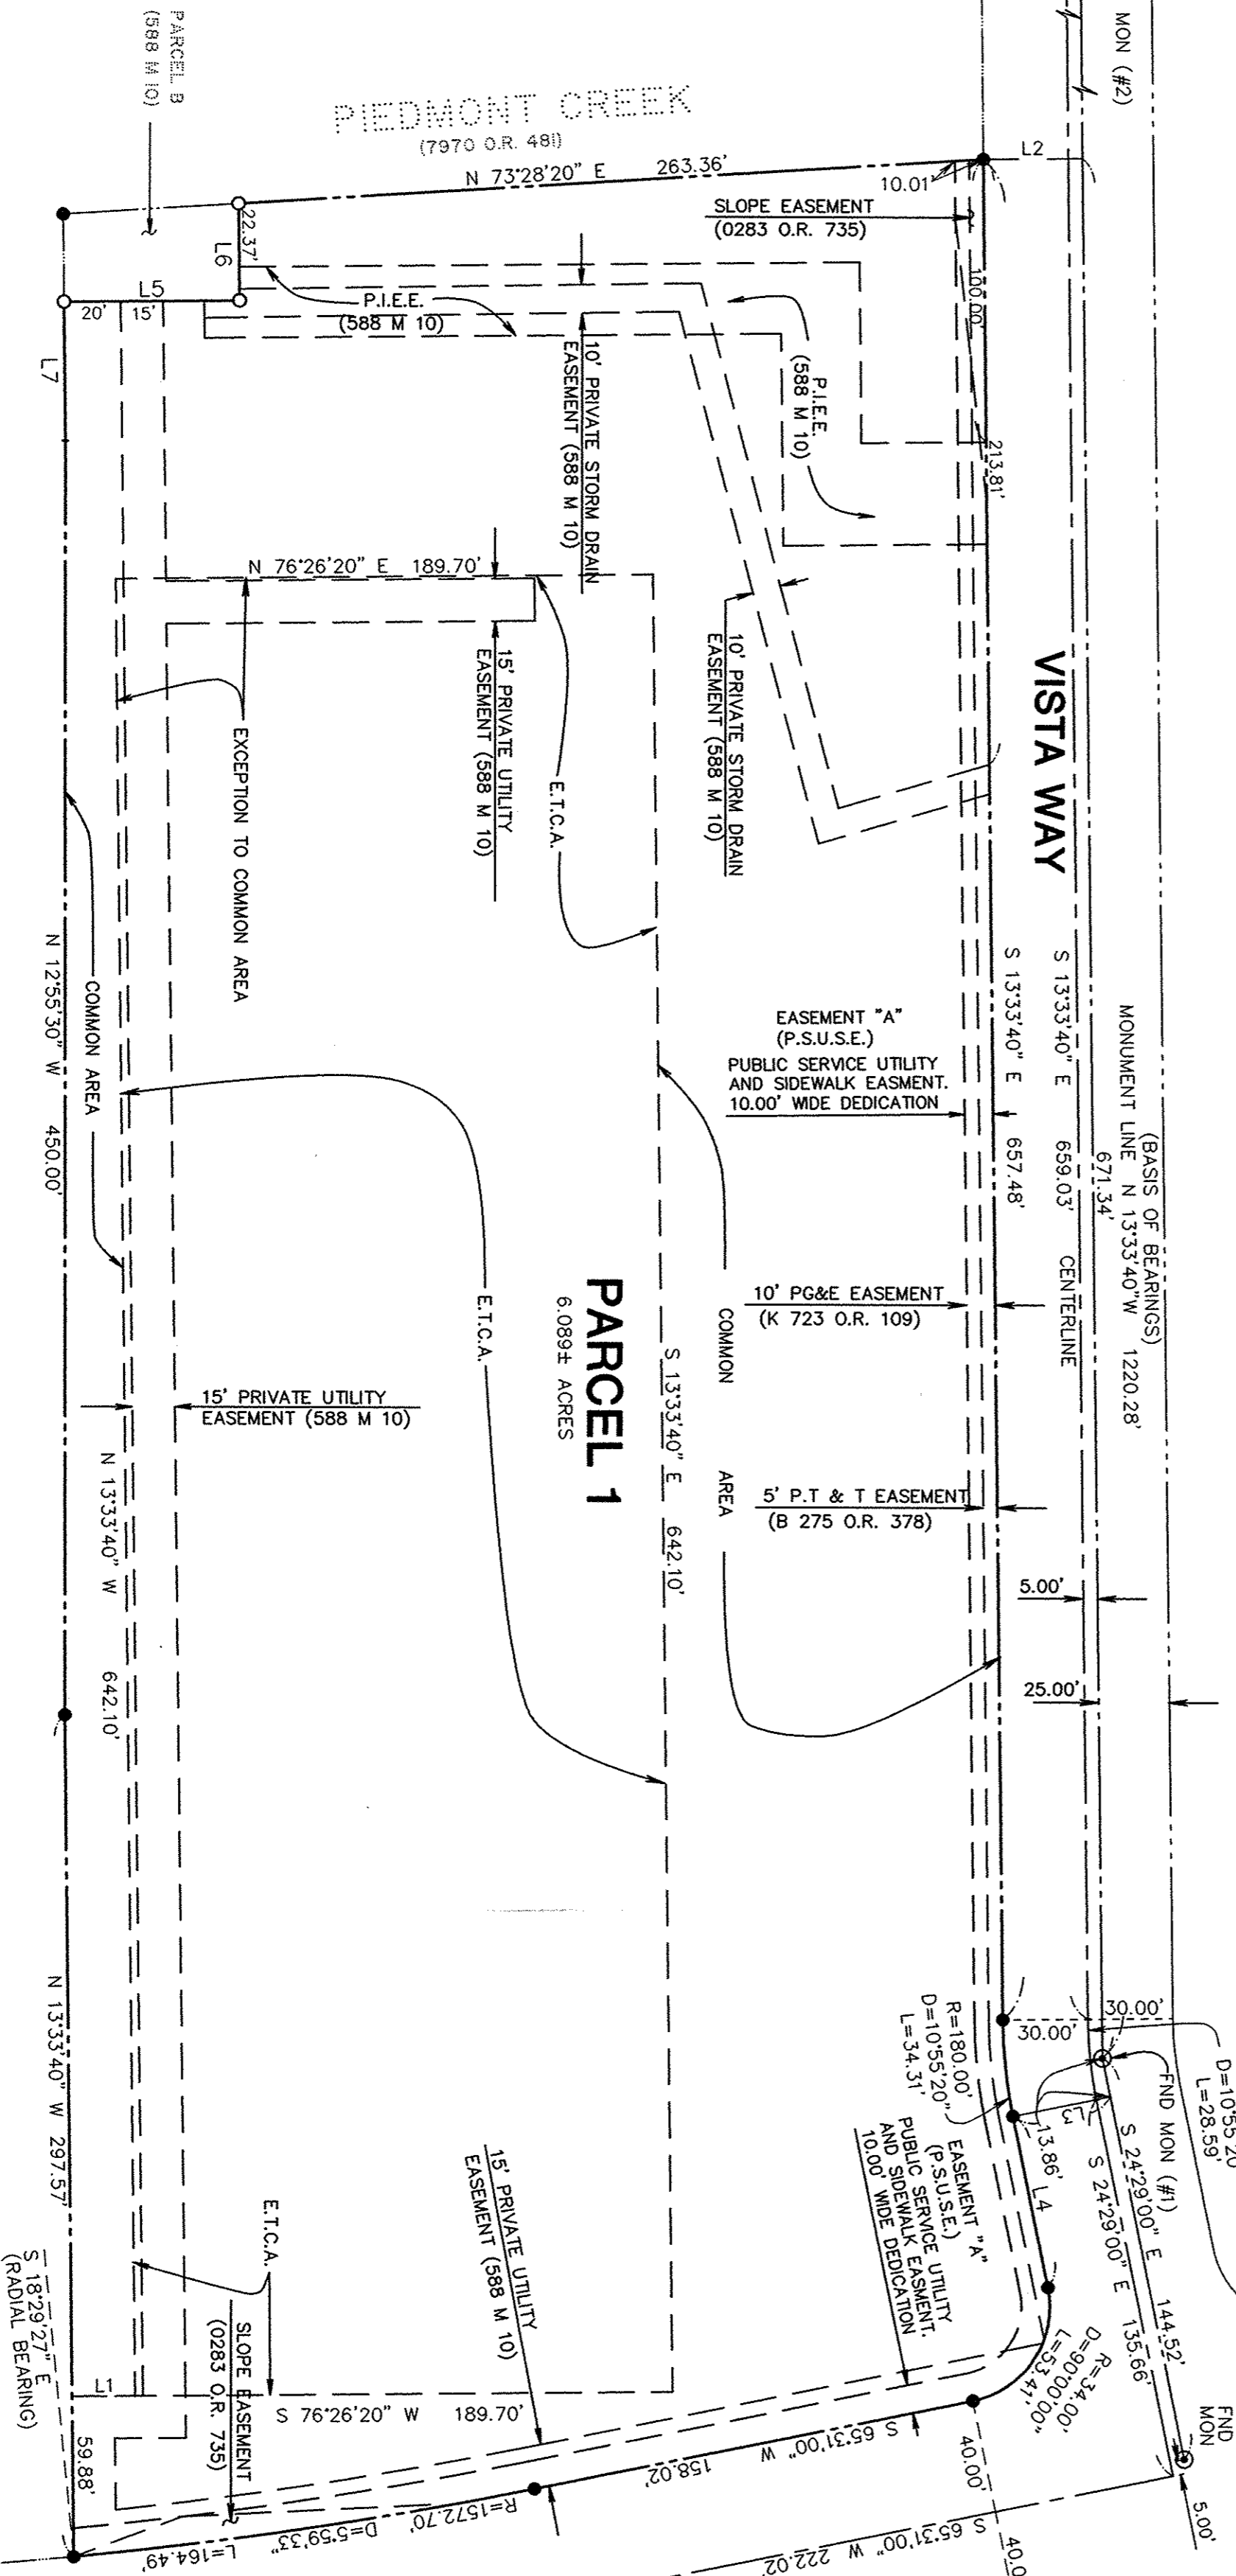 MON (#2)
PARCEL B
(588 M 10)
PIEDMONT CREEK
(7970 O.R. 481)
N 73°28'20" E 263.36'
L2
10.01'
SLOPE EASEMENT
(0283 O.R. 735)
22.37'
L6
L5
20'
15'
L7
P.I.E.E.
(588 M 10)
100.00'
213.81'
10' PRIVATE STORM DRAIN
EASEMENT (588 M 10)
P.I.E.E.
(588 M 10)
N 76°26'20" E 189.70'
15' PRIVATE UTILITY
EASEMENT (588 M 10)
10' PRIVATE STORM DRAIN
EASEMENT (588 M 10)
VISTA WAY
EXCEPTION TO COMMON AREA
E.T.C.A.
COMMON AREA
N 12°55'30" W 450.00'
EASEMENT "A"
(P.S.U.S.E.)
PUBLIC SERVICE UTILITY
AND SIDEWALK EASMENT.
10.00' WIDE DEDICATION
S 13°33'40" E 657.48'
S 13°33'40" E 659.03' CENTERLINE
671.34'
MONUMENT LINE N 13°33'40"W 1220.28'
(BASIS OF BEARINGS)
10' PG&E EASEMENT
(K 723 O.R. 109)
COMMON AREA
PARCEL 1
6.089± ACRES
E.T.C.A.
S 13°33'40" E 642.10'
15' PRIVATE UTILITY
EASEMENT (588 M 10)
N 13°33'40" W 642.10'
5' P.T & T EASEMENT
(B 275 O.R. 378)
5.00'
25.00'
N 13°33'40" W 297.57'
30.00'
30.00'
R=180.00'
D=10°55'20"
L=34.31'
D=10°55'20
L=28.59'
FND MON (#1)
L3
13.86'
L4
S 24°29'00" E 144.52'
S 24°29'00" E 135.66'
EASEMENT "A"
(P.S.U.S.E.)
PUBLIC SERVICE UTILITY
AND SIDEWALK EASMENT.
10.00' WIDE DEDICATION
15' PRIVATE UTILITY
EASEMENT (588 M 10)
E.T.C.A.
SLOPE EASEMENT
(0283 O.R. 735)
S 18°29'27" E
(RADIAL BEARING)
L1
59.88'
S 76°26'20" W 189.70'
R=34.00'
D=90°00'00"
L=53.41'
FND
MON
5.00'
40.00'
40.0
S 65°31'00" W 158.02'
S 65°31'00" W 222.02'
R=1572.70' D=5°59'33" L=164.49'